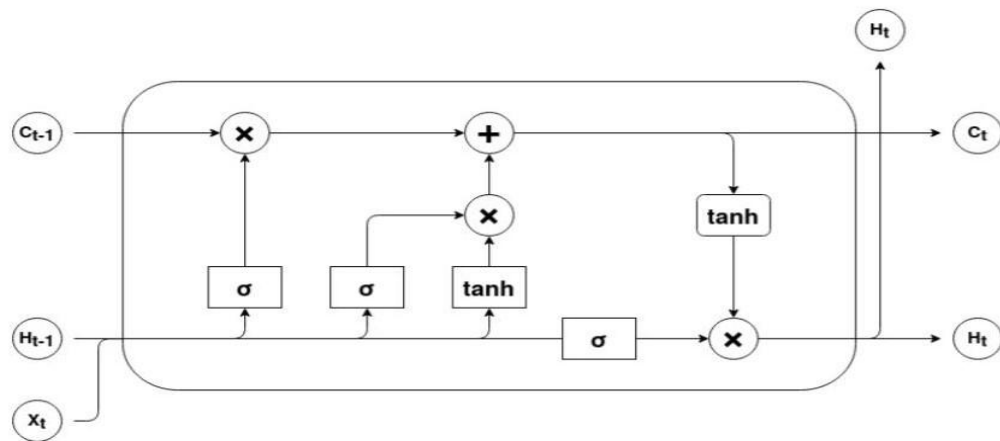 Ht
Ct-1
×
+
Ct
×
tanh
σ
σ
tanh
Ht-1
σ
×
Ht
Xt